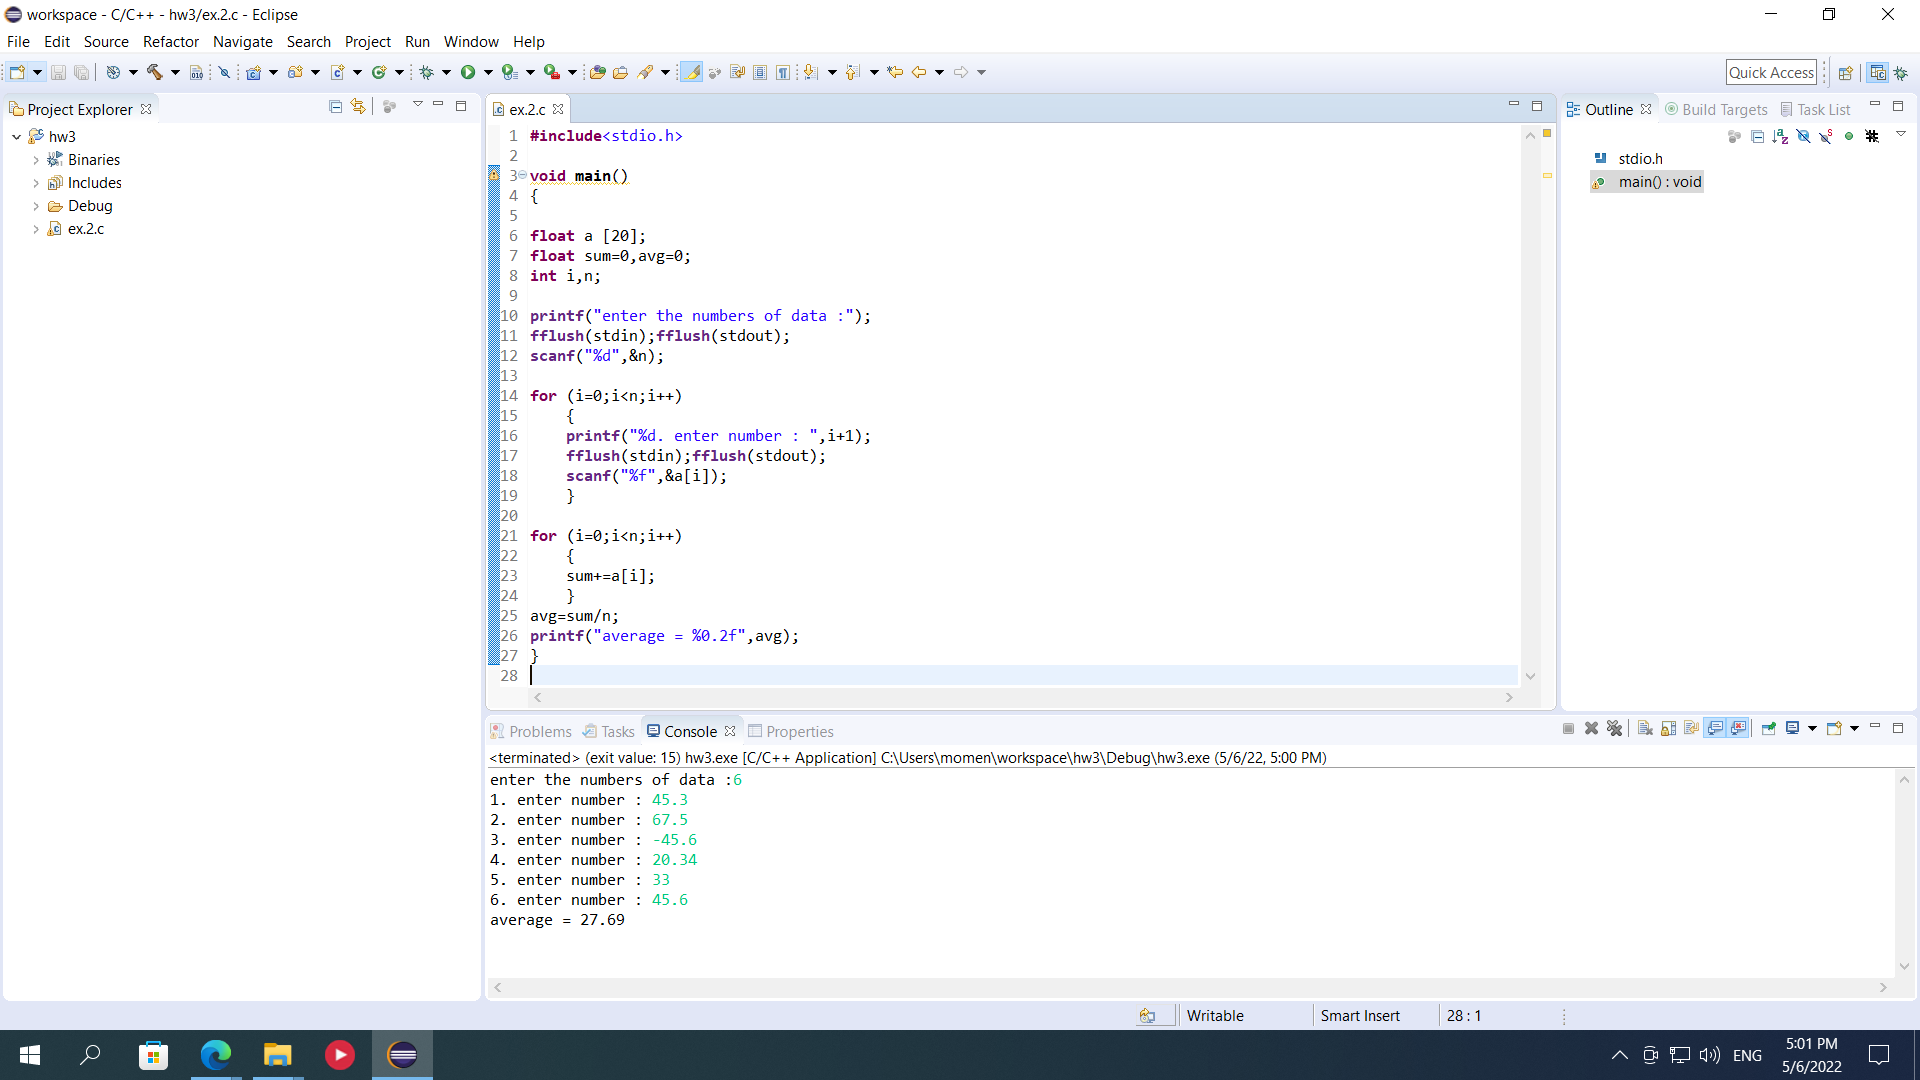 workspace - C/C++ - hw3/ex.2.c - Eclipse
File Edit Source Refactor Navigate Search Project Run Window Help
Quick Access
Project Explorer
hw3
Binaries
Includes
Debug
ex.2.c
ex.2.c
1 #include<stdio.h>
2
3 void main()
4 {
5
6 float a [20];
7 float sum=0,avg=0;
8 int i,n;
9
10 printf("enter the numbers of data :");
11 fflush(stdin);fflush(stdout);
12 scanf("%d",&n);
13
14 for (i=0;i<n;i++)
15 {
16 printf("%d. enter number : ",i+1);
17 fflush(stdin);fflush(stdout);
18 scanf("%f",&a[i]);
19 }
20
21 for (i=0;i<n;i++)
22 {
23 sum+=a[i];
24 }
25 avg=sum/n;
26 printf("average = %0.2f",avg);
27 }
28
Outline Build Targets Task List
stdio.h
main() : void
Problems Tasks Console Properties
<terminated> (exit value: 15) hw3.exe [C/C++ Application] C:\Users\momen\workspace\hw3\Debug\hw3.exe (5/6/22, 5:00 PM)
enter the numbers of data :6
1. enter number : 45.3
2. enter number : 67.5
3. enter number : -45.6
4. enter number : 20.34
5. enter number : 33
6. enter number : 45.6
average = 27.69
Writable Smart Insert 28 : 1
ENG
5:01 PM
5/6/2022